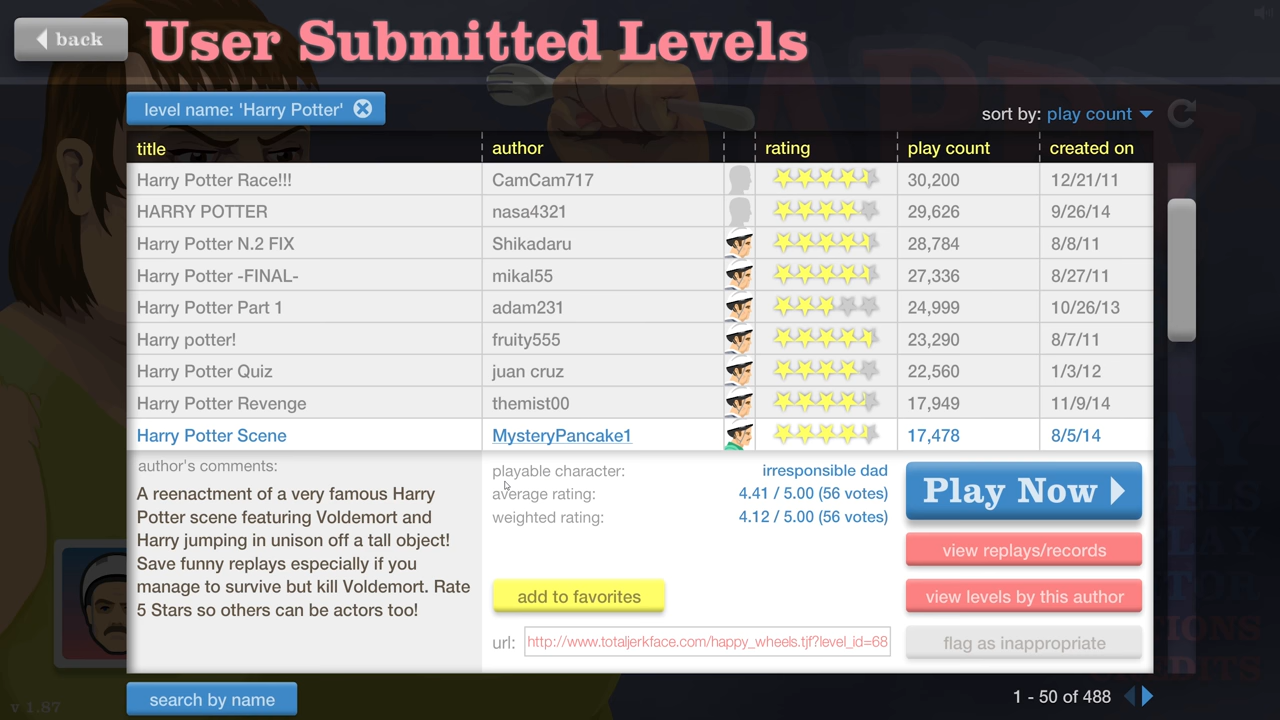 back
User Submitted Levels
level name: 'Harry Potter'
sort by: play count
title author rating play count created on
Harry Potter Race!!! CamCam717 30,200 12/21/11
HARRY POTTER nasa4321 29,626 9/26/14
Harry Potter N.2 FIX Shikadaru 28,784 8/8/11
Harry Potter -FINAL- mikal55 27,336 8/27/11
Harry Potter Part 1 adam231 24,999 10/26/13
Harry potter! fruity555 23,290 8/7/11
Harry Potter Quiz juan cruz 22,560 1/3/12
Harry Potter Revenge themist00 17,949 11/9/14
Harry Potter Scene MysteryPancake1 17,478 8/5/14
author's comments:
A reenactment of a very famous Harry
Potter scene featuring Voldemort and
Harry jumping in unison off a tall object!
Save funny replays especially if you
manage to survive but kill Voldemort. Rate
5 Stars so others can be actors too!
playable character: irresponsible dad
average rating: 4.41 / 5.00 (56 votes)
weighted rating: 4.12 / 5.00 (56 votes)
add to favorites
url: http://www.totaljerkface.com/happy_wheels.tjf?level_id=68
Play Now
view replays/records
view levels by this author
flag as inappropriate
search by name
1 - 50 of 488
v 1.87